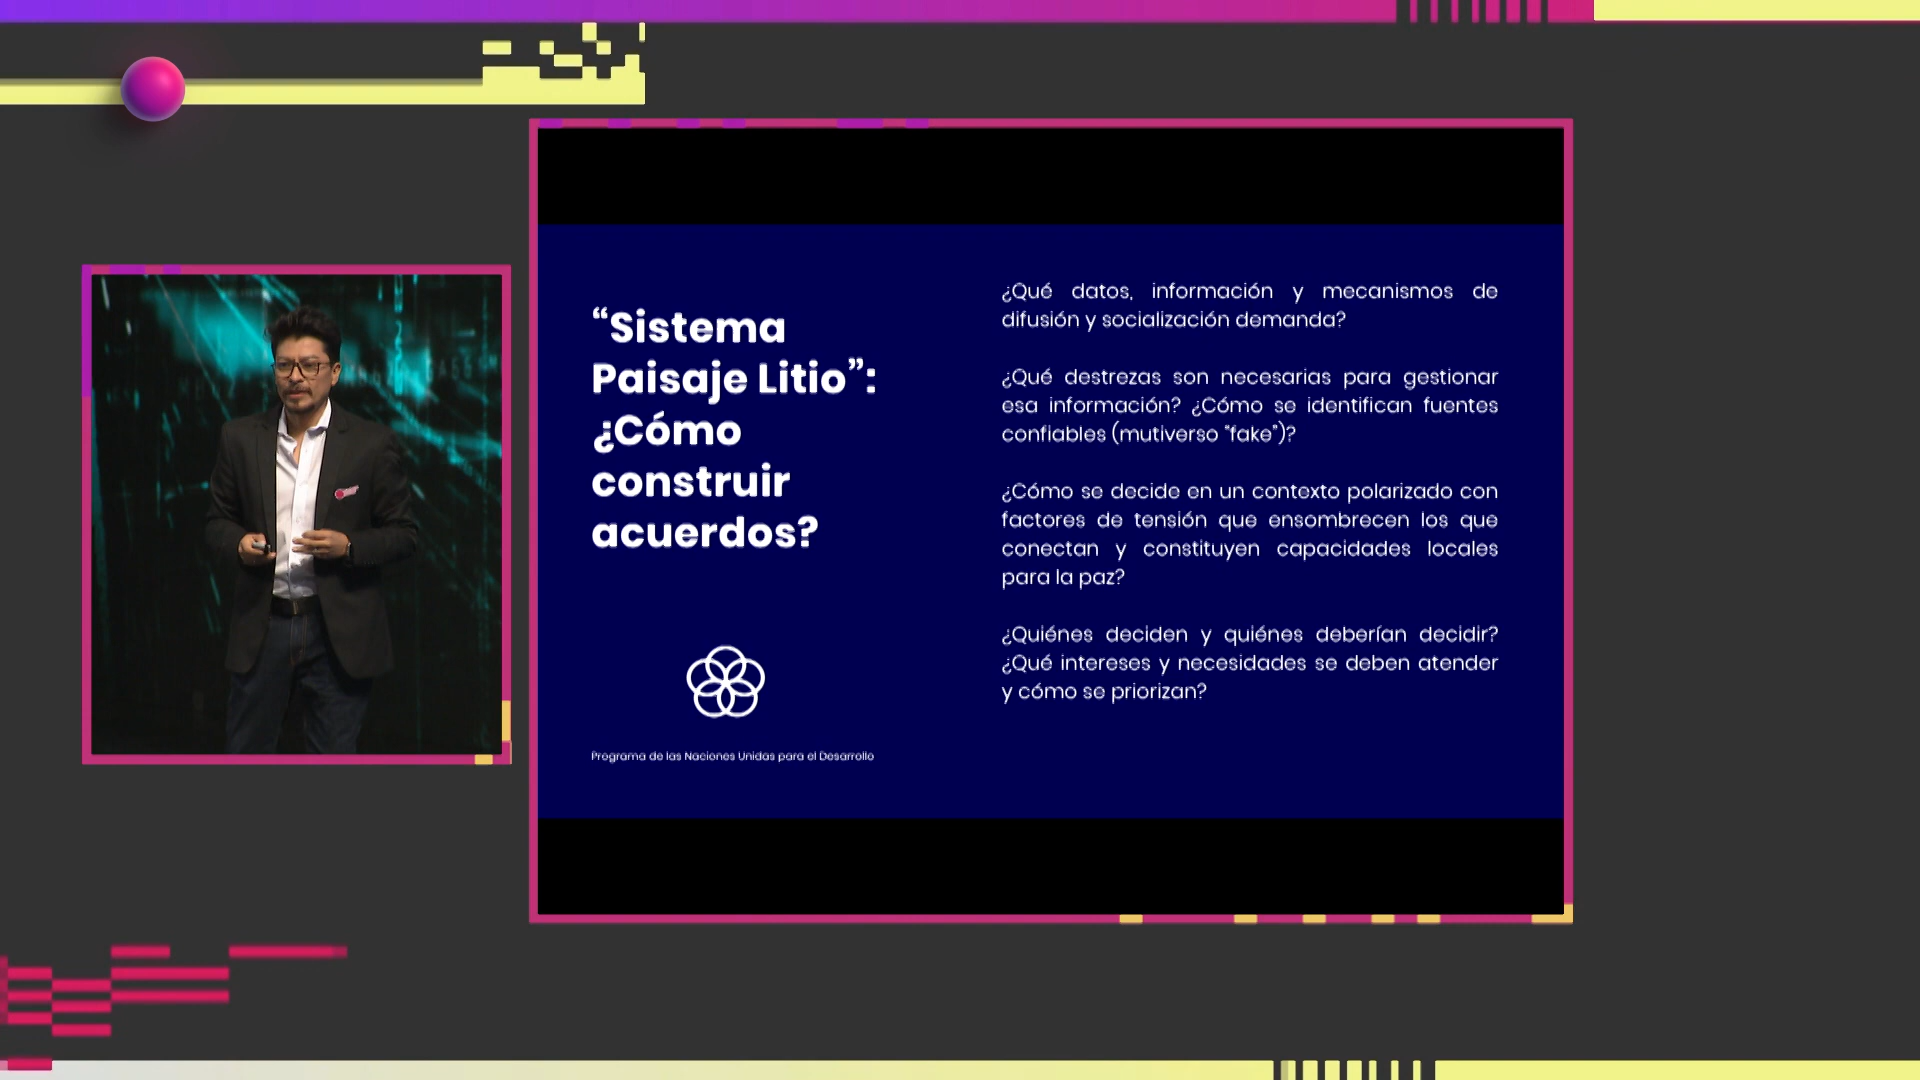 “Sistema
Paisaje Litio”:
¿Cómo
construir
acuerdos?
Programa de las Naciones Unidas para el Desarrollo
¿Qué datos, información y mecanismos de
difusión y socialización demanda?
¿Qué destrezas son necesarias para gestionar
esa información? ¿Cómo se identifican fuentes
confiables (mutiverso “fake”)?
¿Cómo se decide en un contexto polarizado con
factores de tensión que ensombrecen los que
conectan y constituyen capacidades locales
para la paz?
¿Quiénes deciden y quiénes deberían decidir?
¿Qué intereses y necesidades se deben atender
y cómo se priorizan?